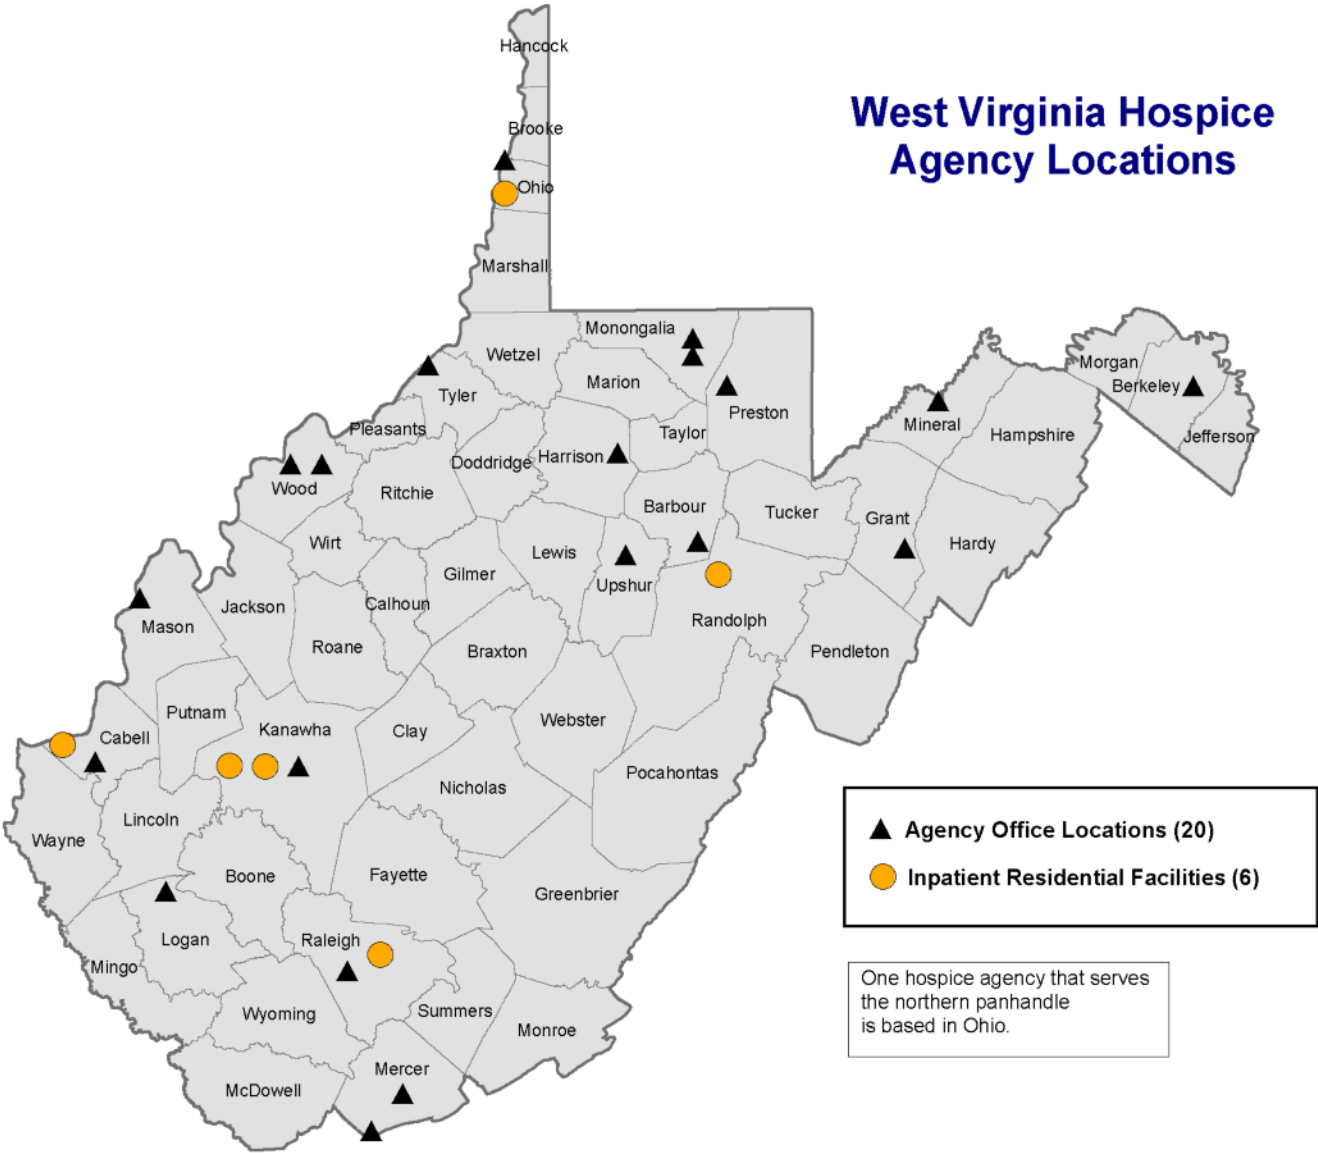 Hancock
West Virginia Hospice
Agency Locations
Brooke
Ohio
Marshall
Monongalia
Wetzel
Morgan
Marion
Berkeley
Tyler
Preston
Mineral
Pleasants
Taylor
Hampshire
Jefferson
Harrison
Doddridge
Wood
Ritchie
Barbour
Tucker
Grant
Wirt
Lewis
Hardy
Gilmer
Upshur
Calhoun
Jackson
Randolph
Mason
Roane
Braxton
Pendleton
Putnam
Webster
Kanawha
Clay
Cabell
Pocahontas
Nicholas
Lincoln
Wayne
Agency Office Locations (20)
Inpatient Residential Facilities (6)
Boone
Fayette
Greenbrier
Logan
Raleigh
Mingo
One hospice agency that serves
the northern panhandle
is based in Ohio.
Wyoming
Summers
Monroe
Mercer
McDowell